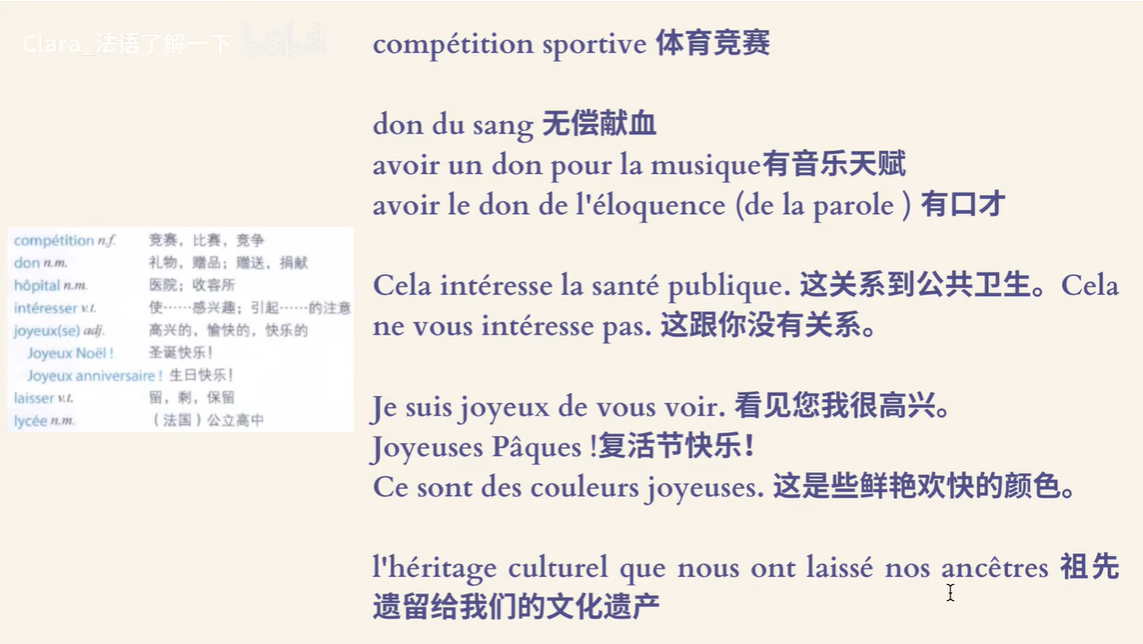 Clara_法语了解一下
compétition sportive 体育竞赛
don du sang 无偿献血
avoir un don pour la musique有音乐天赋
avoir le don de l'éloquence (de la parole ) 有口才
compétition n.f. 竞赛，比赛，竞争
don n.m. 礼物，赠品；赠送，捐献
hôpital n.m. 医院；收容所
intéresser v.t. 使……感兴趣；引起……的注意
joyeux(se) adj. 高兴的，愉快的，快乐的
Joyeux Noël ! 圣诞快乐！
Joyeux anniversaire ! 生日快乐！
laisser v.t. 留，剩，保留
lycée n.m. （法国）公立高中
Cela intéresse la santé publique. 这关系到公共卫生。Cela
ne vous intéresse pas. 这跟你没有关系。
Je suis joyeux de vous voir. 看见您我很高兴。
Joyeuses Pâques !复活节快乐！
Ce sont des couleurs joyeuses. 这是些鲜艳欢快的颜色。
l'héritage culturel que nous ont laissé nos ancêtres 祖先
遗留给我们的文化遗产